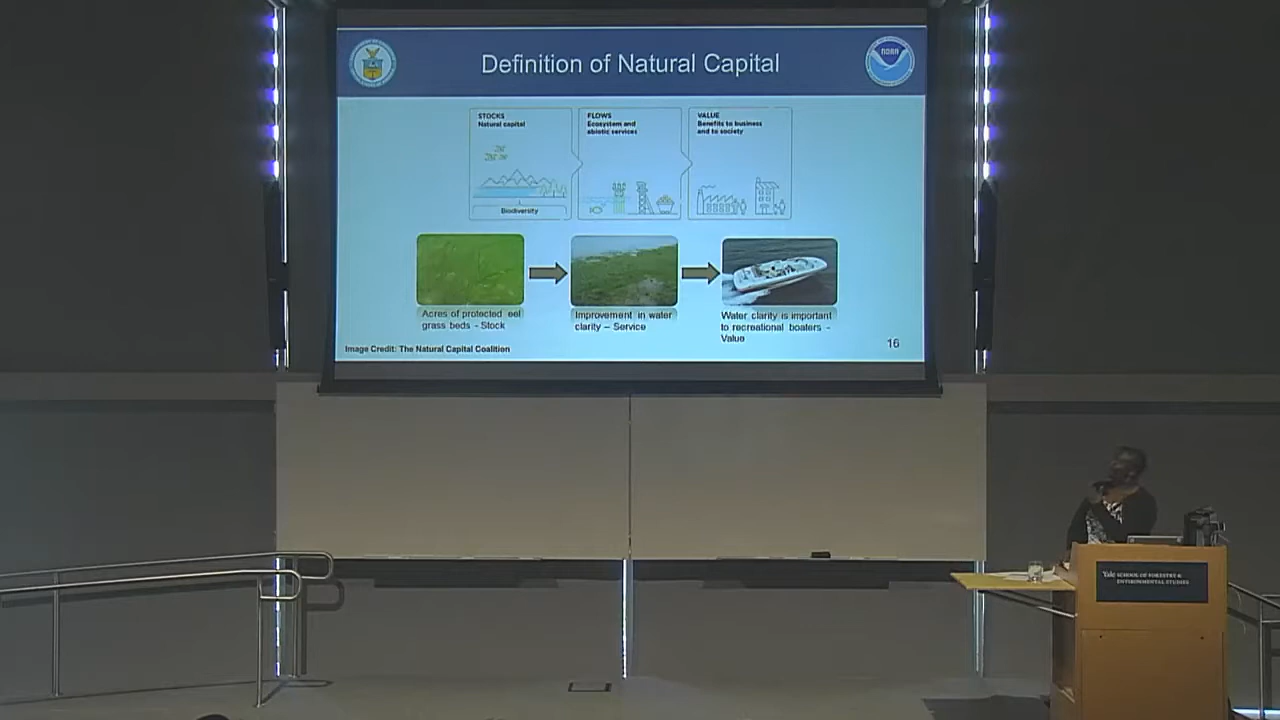 Definition of Natural Capital
NOAA
STOCKS
Natural capital
FLOWS
Ecosystem and
abiotic services
VALUE
Benefits to business
and to society
Biodiversity
Acres of protected eel
grass beds - Stock
Improvement in water
clarity – Service
Water clarity is important
to recreational boaters -
Value
Image Credit: The Natural Capital Coalition
16
Yale SCHOOL OF FORESTRY &
ENVIRONMENTAL STUDIES